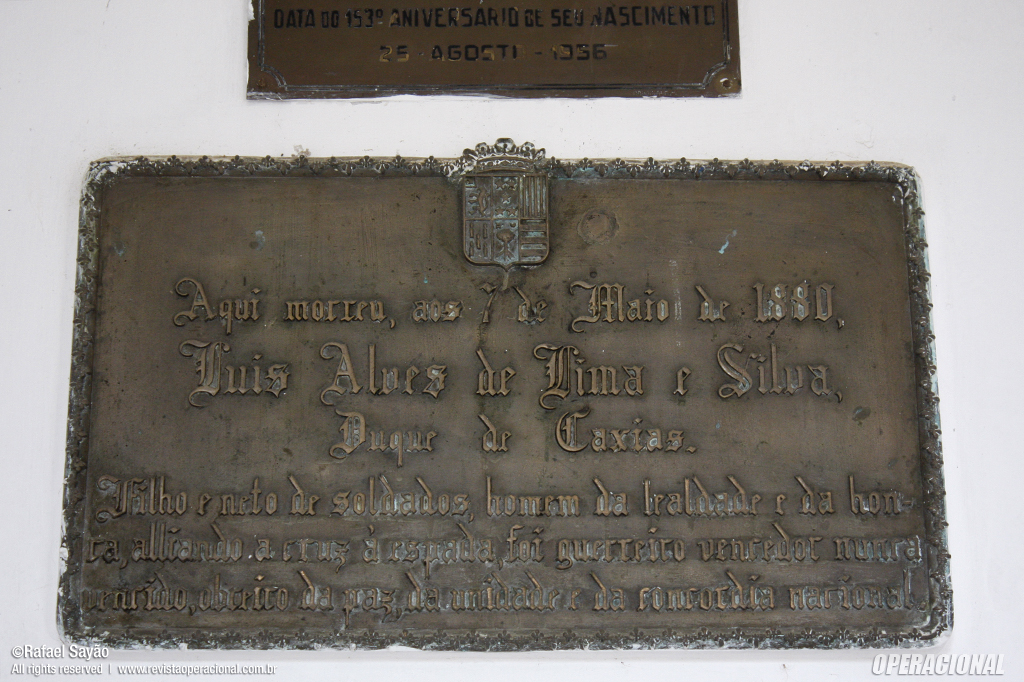 DATA DO 153º ANIVERSÁRIO DE SEU NASCIMENTO
25 AGOSTI - 1956
Aqui morreu, aos 7 de Maio de 1880,
Luis Alves de Lima e Silva,
Duque de Caxias.
Filho e neto de soldados, homem da lealdade e da hon-
ra, alliando a cruz à espada, foi guerreiro vencedor nunca
vencido, obreiro da paz, da unidade e da concordia nacional.
©Rafael Sayão
All rights reserved | www.revistaoperacional.com.br
OPERACIONAL